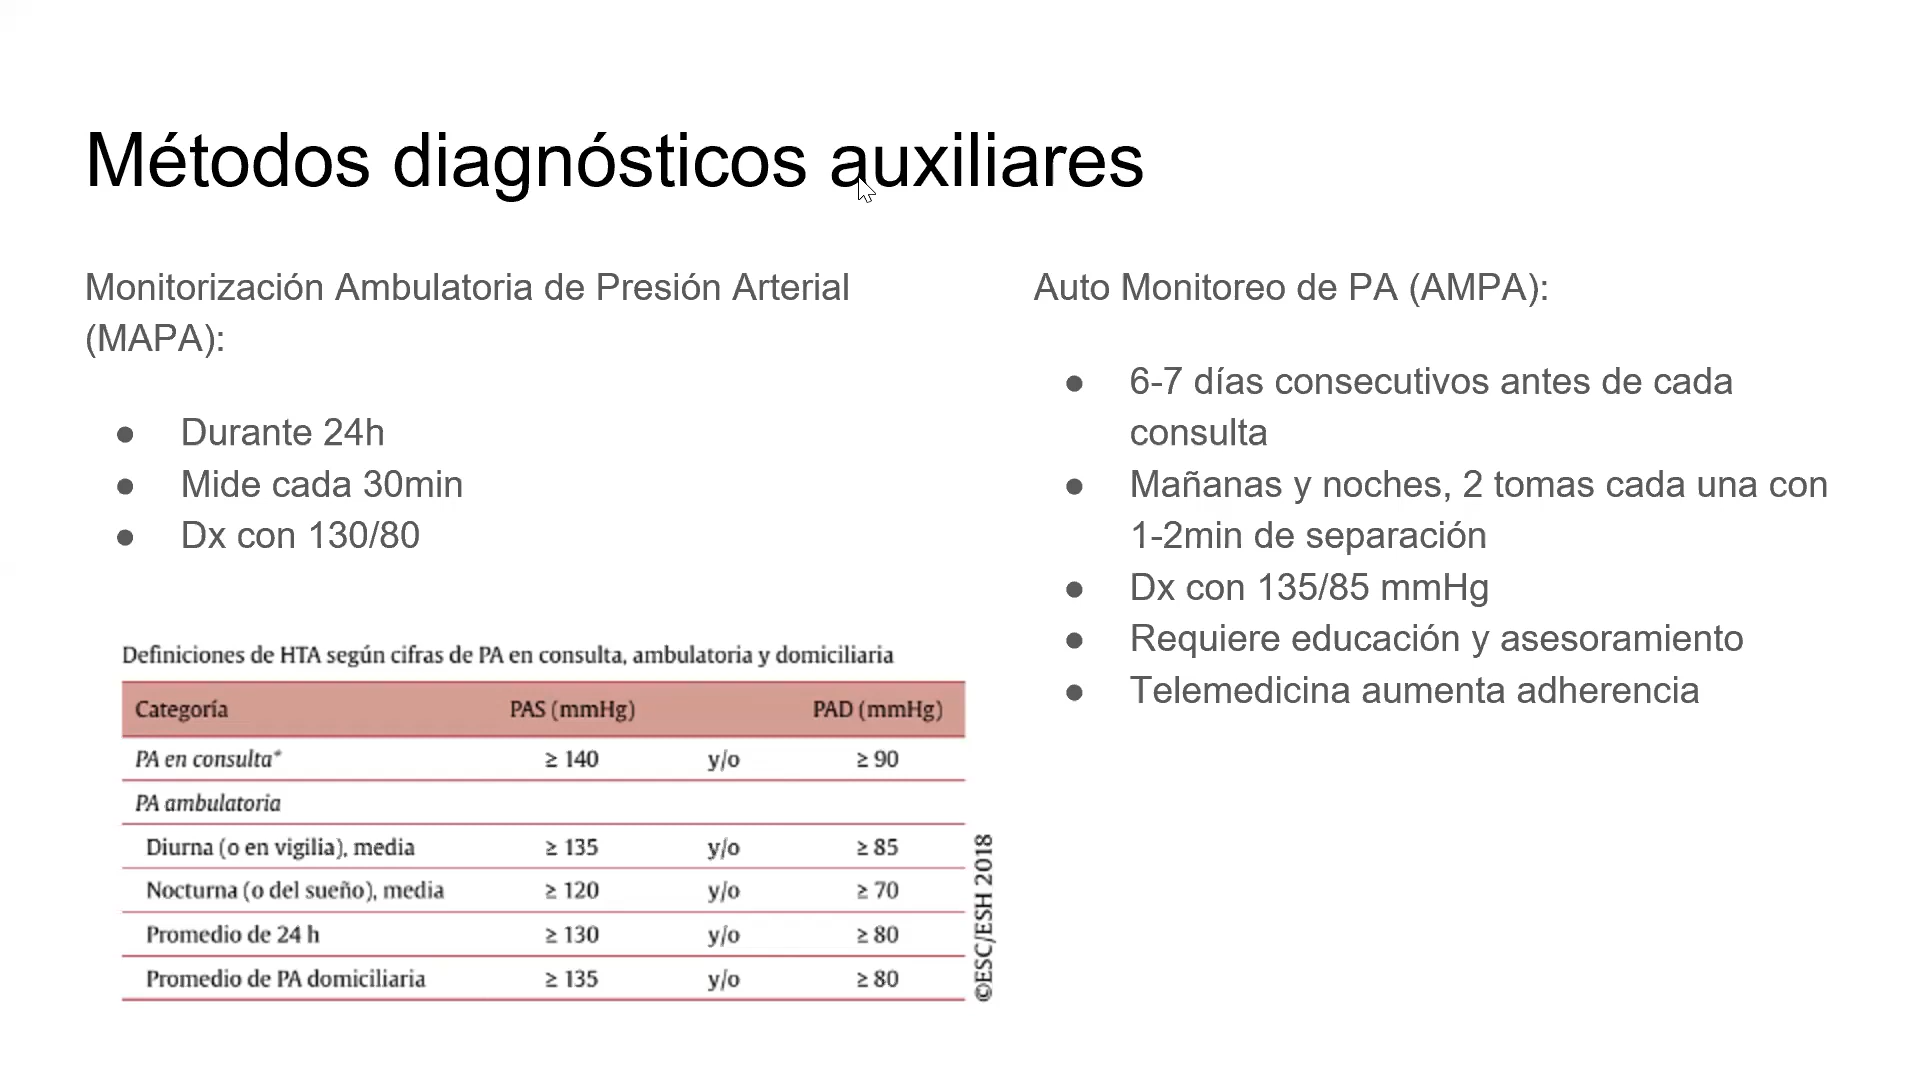 Métodos diagnósticos auxiliares
Monitorización Ambulatoria de Presión Arterial
(MAPA):
● Durante 24h
● Mide cada 30min
● Dx con 130/80
Definiciones de HTA según cifras de PA en consulta, ambulatoria y domiciliaria
Categoría PAS (mmHg) PAD (mmHg)
PA en consulta* ≥ 140 y/o ≥ 90
PA ambulatoria
Diurna (o en vigilia), media ≥ 135 y/o ≥ 85
Nocturna (o del sueño), media ≥ 120 y/o ≥ 70
Promedio de 24 h ≥ 130 y/o ≥ 80
Promedio de PA domiciliaria ≥ 135 y/o ≥ 80
©ESC/ESH 2018
Auto Monitoreo de PA (AMPA):
● 6-7 días consecutivos antes de cada
consulta
● Mañanas y noches, 2 tomas cada una con
1-2min de separación
● Dx con 135/85 mmHg
● Requiere educación y asesoramiento
● Telemedicina aumenta adherencia